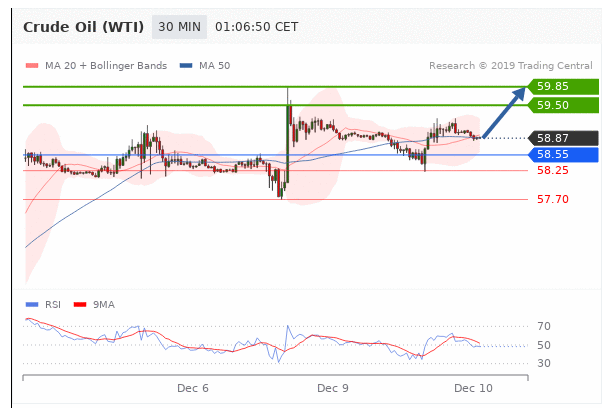 Crude Oil (WTI) 30 MIN 01:06:50 CET
MA 20 + Bollinger Bands MA 50 Research © 2019 Trading Central
59.85
59.50
58.87
58.55
58.25
57.70
RSI 9MA
70
50
30
Dec 6 Dec 9 Dec 10